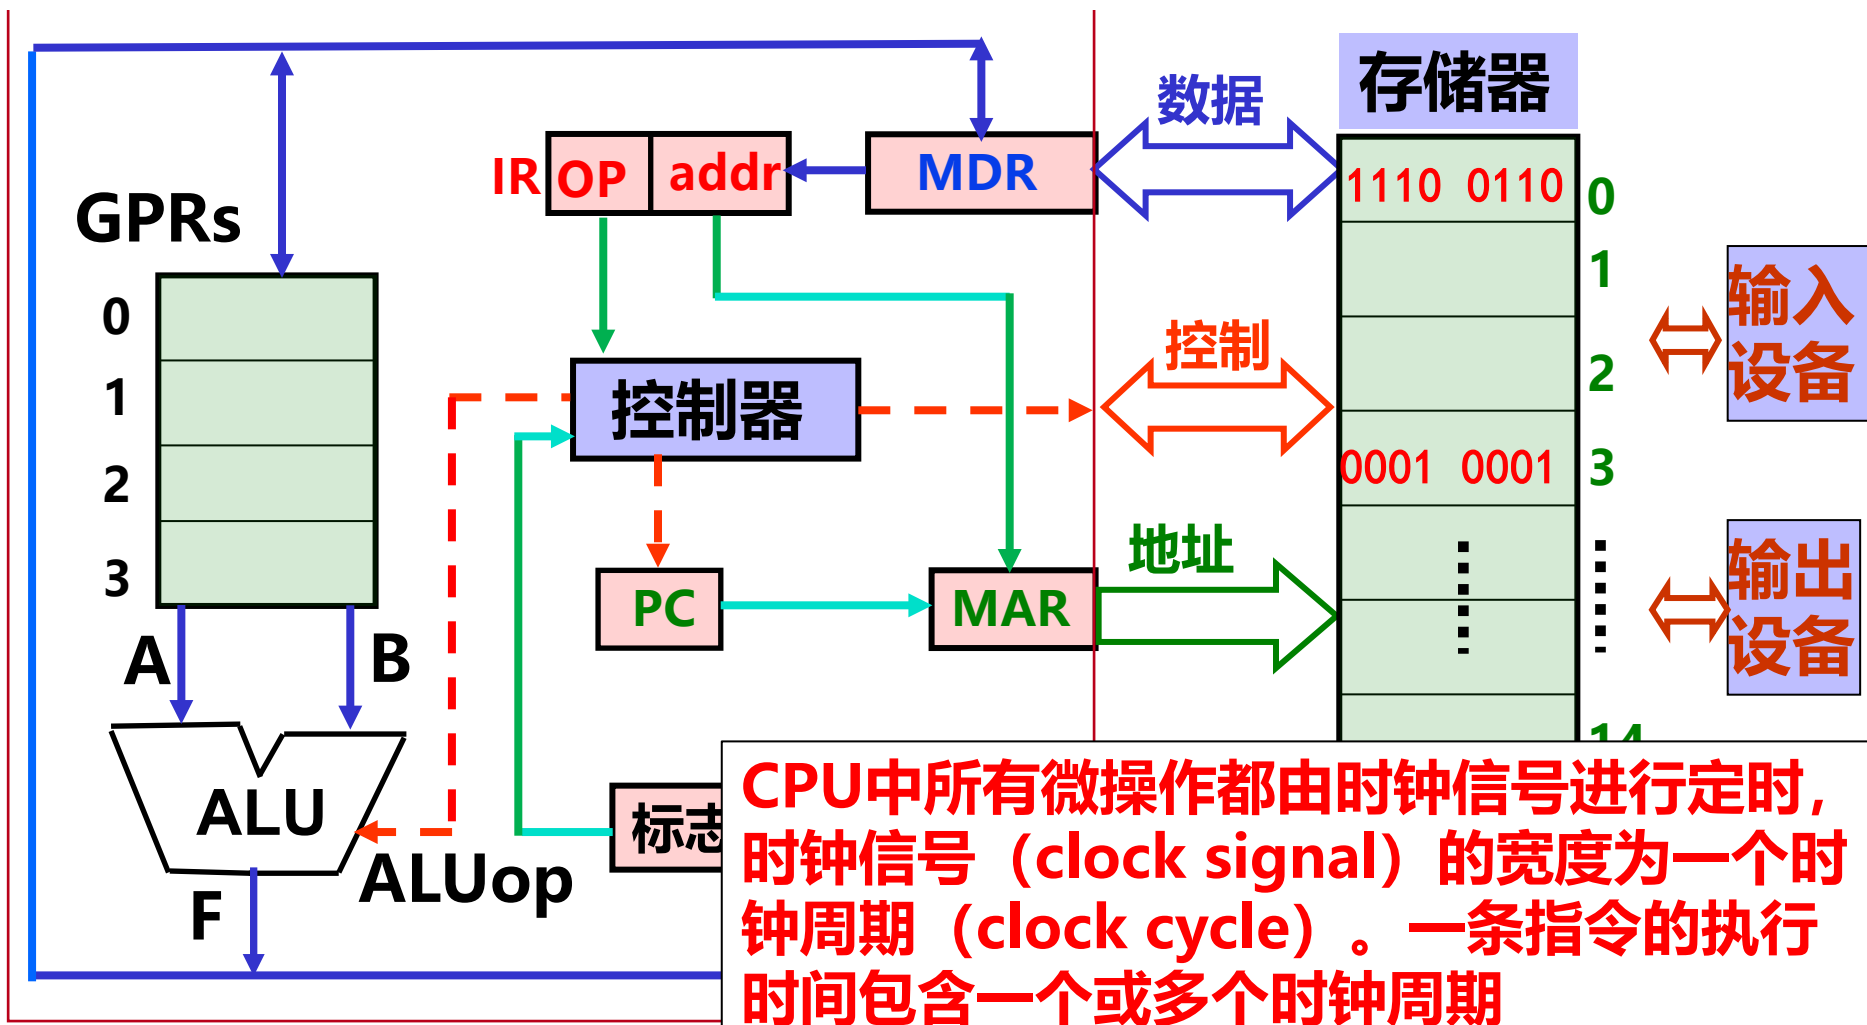 存储器
数据
IR OP addr
MDR
1110 0110 0
GPRs
1
输入
设备
0
控制
2
1
控制器
0001 0001 3
2
地址
输出
设备
3
PC
MAR
A
B
14
ALU
标志
ALUop
F
CPU中所有微操作都由时钟信号进行定时,
时钟信号（clock signal）的宽度为一个时
钟周期（clock cycle）。一条指令的执行
时间包含一个或多个时钟周期